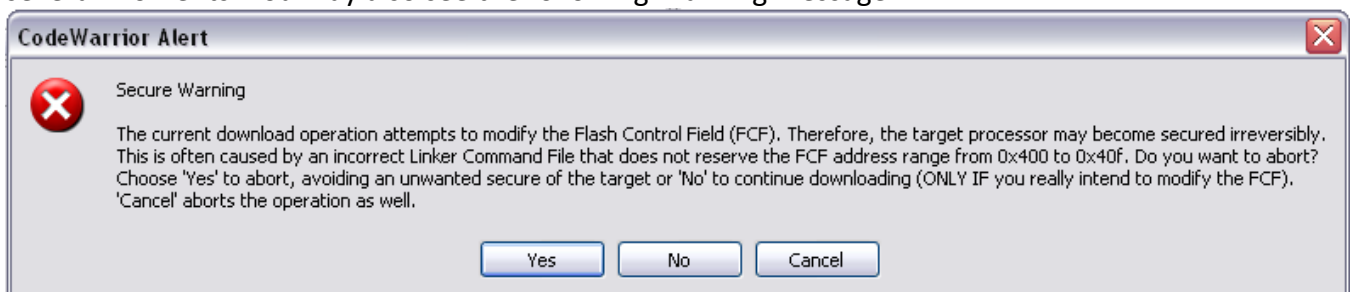 CodeWarrior Alert
Secure Warning
The current download operation attempts to modify the Flash Control Field (FCF). Therefore, the target processor may become secured irreversibly.
This is often caused by an incorrect Linker Command File that does not reserve the FCF address range from 0x400 to 0x40f. Do you want to abort?
Choose 'Yes' to abort, avoiding an unwanted secure of the target or 'No' to continue downloading (ONLY IF you really intend to modify the FCF).
'Cancel' aborts the operation as well.
Yes No Cancel